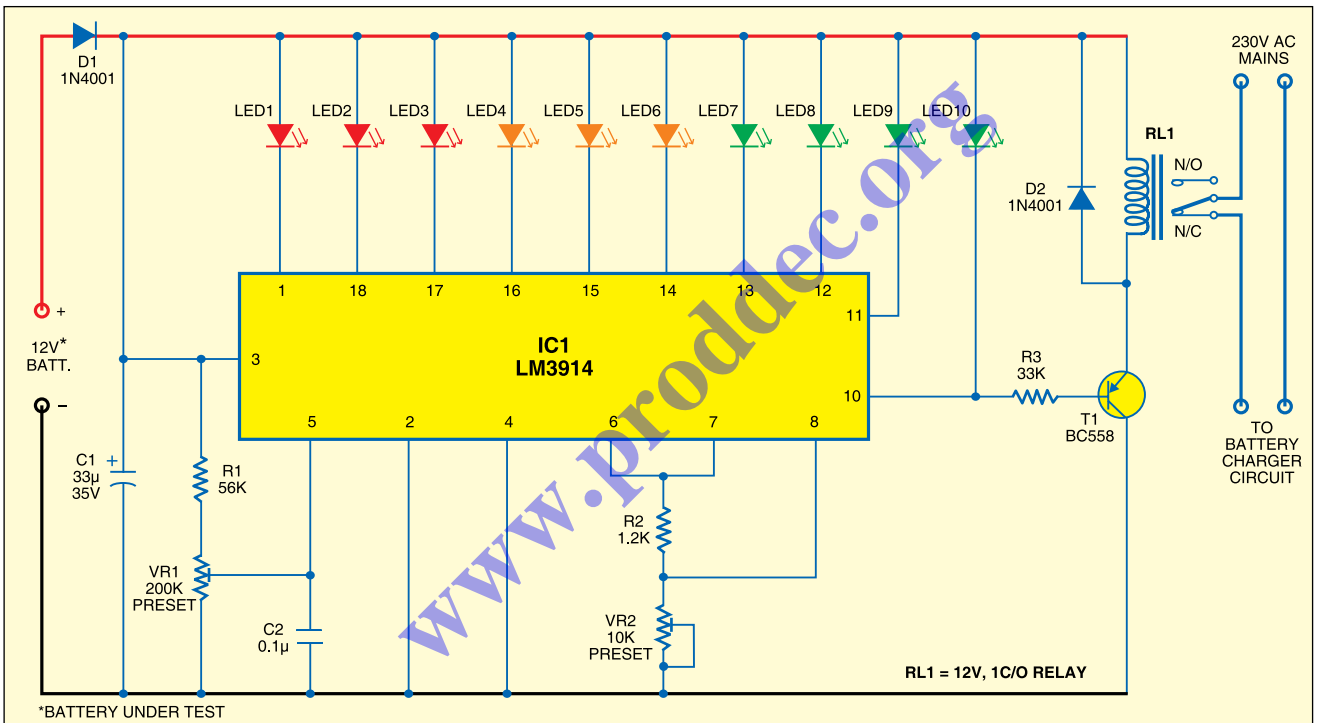 D1
1N4001
LED1
LED2
LED3
LED4
LED5
LED6
LED7
LED8
LED9
LED10
230V AC
MAINS
RL1
N/O
N/C
D2
1N4001
+
12V*
BATT.
–
1
18
17
16
15
14
13
12
11
3
IC1
LM3914
10
5
2
4
6
7
8
R3
33K
T1
BC558
TO
BATTERY
CHARGER
CIRCUIT
C1
+
33µ
35V
R1
56K
VR1
200K
PRESET
C2
0.1µ
R2
1.2K
VR2
10K
PRESET
RL1 = 12V, 1C/O RELAY
*BATTERY UNDER TEST
www.proddec.org